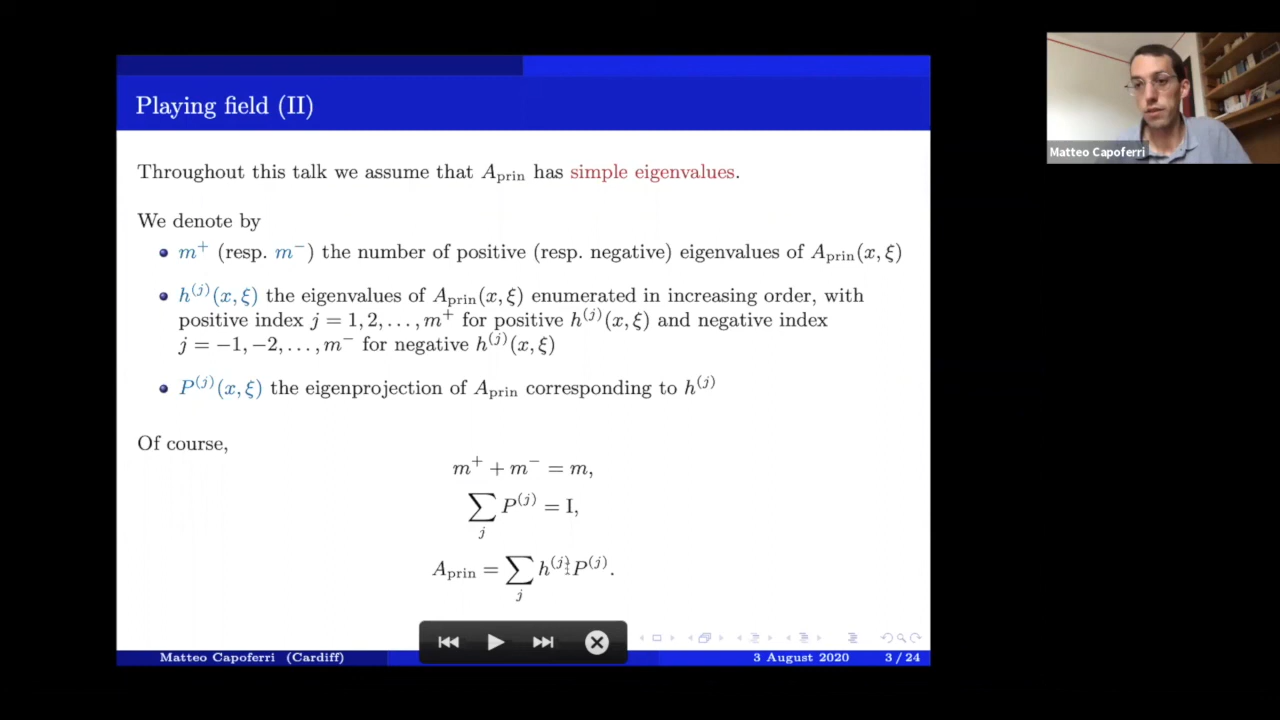 Playing field (II)
Throughout this talk we assume that A_prin has simple eigenvalues.
We denote by
• m⁺ (resp. m⁻) the number of positive (resp. negative) eigenvalues of A_prin(x, ξ)
• h⁽ʲ⁾(x, ξ) the eigenvalues of A_prin(x, ξ) enumerated in increasing order, with
positive index j = 1, 2, . . . , m⁺ for positive h⁽ʲ⁾(x, ξ) and negative index
j = −1, −2, . . . , m⁻ for negative h⁽ʲ⁾(x, ξ)
• P⁽ʲ⁾(x, ξ) the eigenprojection of A_prin corresponding to h⁽ʲ⁾
Of course,
m⁺ + m⁻ = m,
∑_j P⁽ʲ⁾ = I,
A_prin = ∑_j h⁽ʲ⁾P⁽ʲ⁾.
Matteo Capoferri (Cardiff) 3 August 2020 3 / 24
Matteo Capoferri